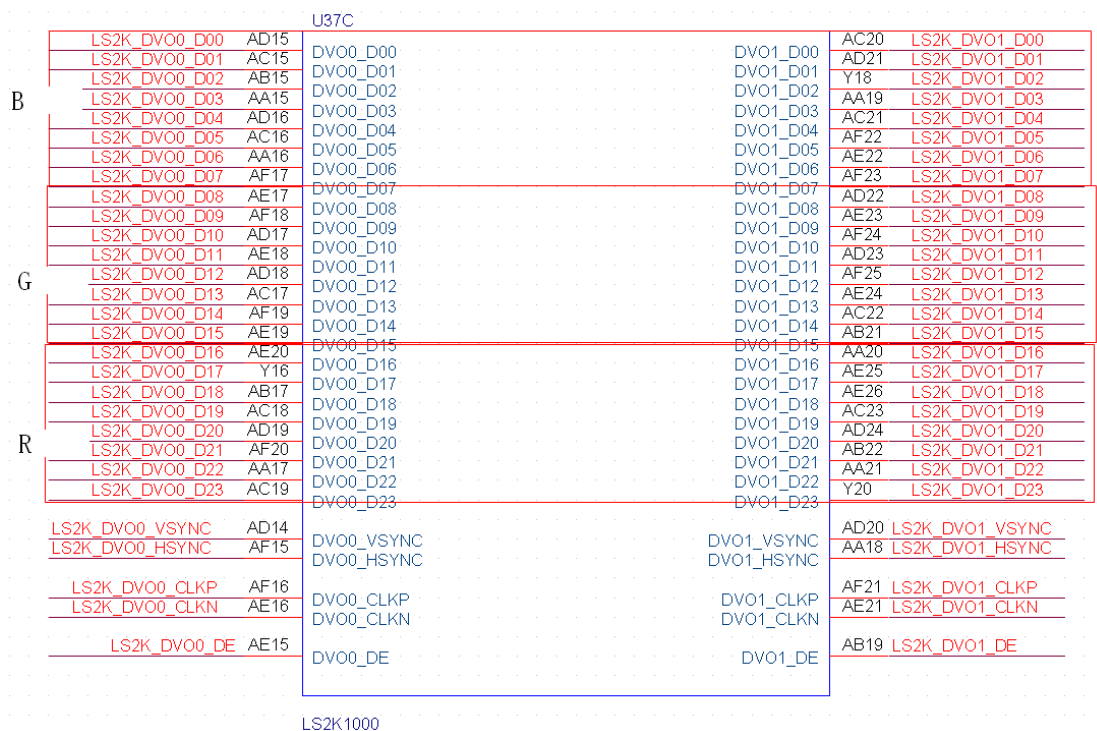 U37C
LS2K_DVO0_D00 AD15 DVO0_D00 DVO1_D00 AC20 LS2K_DVO1_D00
LS2K_DVO0_D01 AC15 DVO0_D01 DVO1_D01 AD21 LS2K_DVO1_D01
LS2K_DVO0_D02 AB15 DVO0_D02 DVO1_D02 Y18 LS2K_DVO1_D02
B LS2K_DVO0_D03 AA15 DVO0_D03 DVO1_D03 AA19 LS2K_DVO1_D03
LS2K_DVO0_D04 AD16 DVO0_D04 DVO1_D04 AC21 LS2K_DVO1_D04
LS2K_DVO0_D05 AC16 DVO0_D05 DVO1_D05 AF22 LS2K_DVO1_D05
LS2K_DVO0_D06 AA16 DVO0_D06 DVO1_D06 AE22 LS2K_DVO1_D06
LS2K_DVO0_D07 AF17 DVO0_D07 DVO1_D07 AF23 LS2K_DVO1_D07
LS2K_DVO0_D08 AE17 DVO0_D08 DVO1_D08 AD22 LS2K_DVO1_D08
LS2K_DVO0_D09 AF18 DVO0_D09 DVO1_D09 AE23 LS2K_DVO1_D09
LS2K_DVO0_D10 AD17 DVO0_D10 DVO1_D10 AF24 LS2K_DVO1_D10
LS2K_DVO0_D11 AE18 DVO0_D11 DVO1_D11 AD23 LS2K_DVO1_D11
G LS2K_DVO0_D12 AD18 DVO0_D12 DVO1_D12 AF25 LS2K_DVO1_D12
LS2K_DVO0_D13 AC17 DVO0_D13 DVO1_D13 AE24 LS2K_DVO1_D13
LS2K_DVO0_D14 AF19 DVO0_D14 DVO1_D14 AC22 LS2K_DVO1_D14
LS2K_DVO0_D15 AE19 DVO0_D15 DVO1_D15 AB21 LS2K_DVO1_D15
LS2K_DVO0_D16 AE20 DVO0_D16 DVO1_D16 AA20 LS2K_DVO1_D16
LS2K_DVO0_D17 Y16 DVO0_D17 DVO1_D17 AE25 LS2K_DVO1_D17
LS2K_DVO0_D18 AB17 DVO0_D18 DVO1_D18 AE26 LS2K_DVO1_D18
LS2K_DVO0_D19 AC18 DVO0_D19 DVO1_D19 AC23 LS2K_DVO1_D19
R LS2K_DVO0_D20 AD19 DVO0_D20 DVO1_D20 AD24 LS2K_DVO1_D20
LS2K_DVO0_D21 AF20 DVO0_D21 DVO1_D21 AB22 LS2K_DVO1_D21
LS2K_DVO0_D22 AA17 DVO0_D22 DVO1_D22 AA21 LS2K_DVO1_D22
LS2K_DVO0_D23 AC19 DVO0_D23 DVO1_D23 Y20 LS2K_DVO1_D23
LS2K_DVO0_VSYNC AD14 DVO0_VSYNC DVO1_VSYNC AD20 LS2K_DVO1_VSYNC
LS2K_DVO0_HSYNC AF15 DVO0_HSYNC DVO1_HSYNC AA18 LS2K_DVO1_HSYNC
LS2K_DVO0_CLKP AF16 DVO0_CLKP DVO1_CLKP AF21 LS2K_DVO1_CLKP
LS2K_DVO0_CLKN AE16 DVO0_CLKN DVO1_CLKN AE21 LS2K_DVO1_CLKN
LS2K_DVO0_DE AE15 DVO0_DE DVO1_DE AB19 LS2K_DVO1_DE
LS2K1000